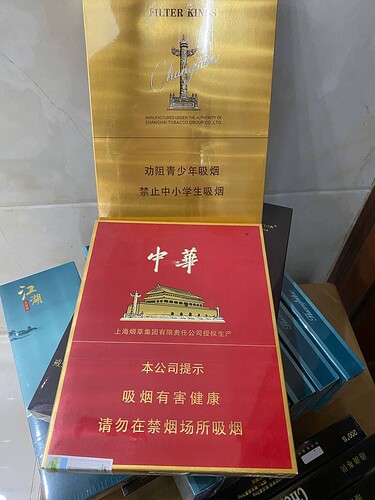 FILTER KINGS
Chunghwa
MANUFACTURED UNDER THE AUTHORITY OF
SHANGHAI TOBACCO GROUP CO., LTD.
劝阻青少年吸烟
禁止中小学生吸烟
中華
上海烟草集团有限责任公司授权生产
本公司提示
吸烟有害健康
请勿在禁烟场所吸烟
江湖
200'S